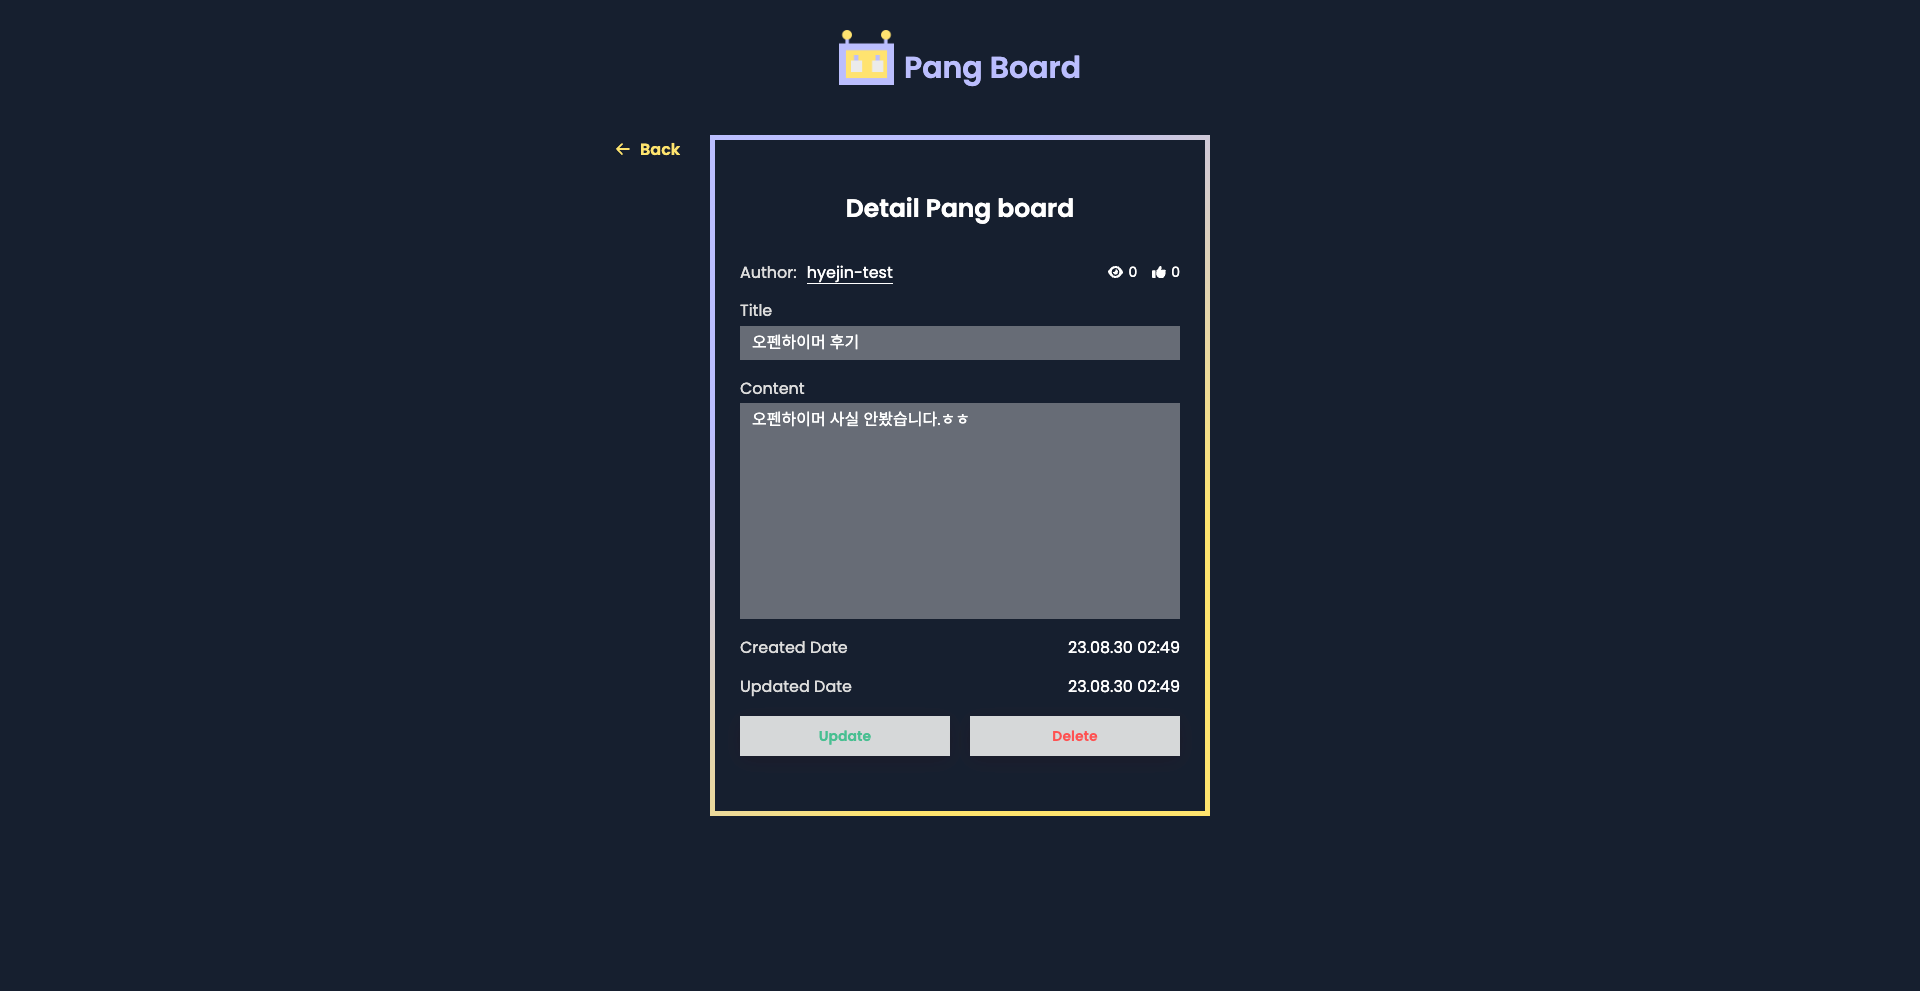 Pang Board
Back
Detail Pang board
Author: hyejin-test 0 0
Title
오펜하이머 후기
Content
오펜하이머 사실 안봤습니다.ㅎㅎ
Created Date 23.08.30 02:49
Updated Date 23.08.30 02:49
Update Delete